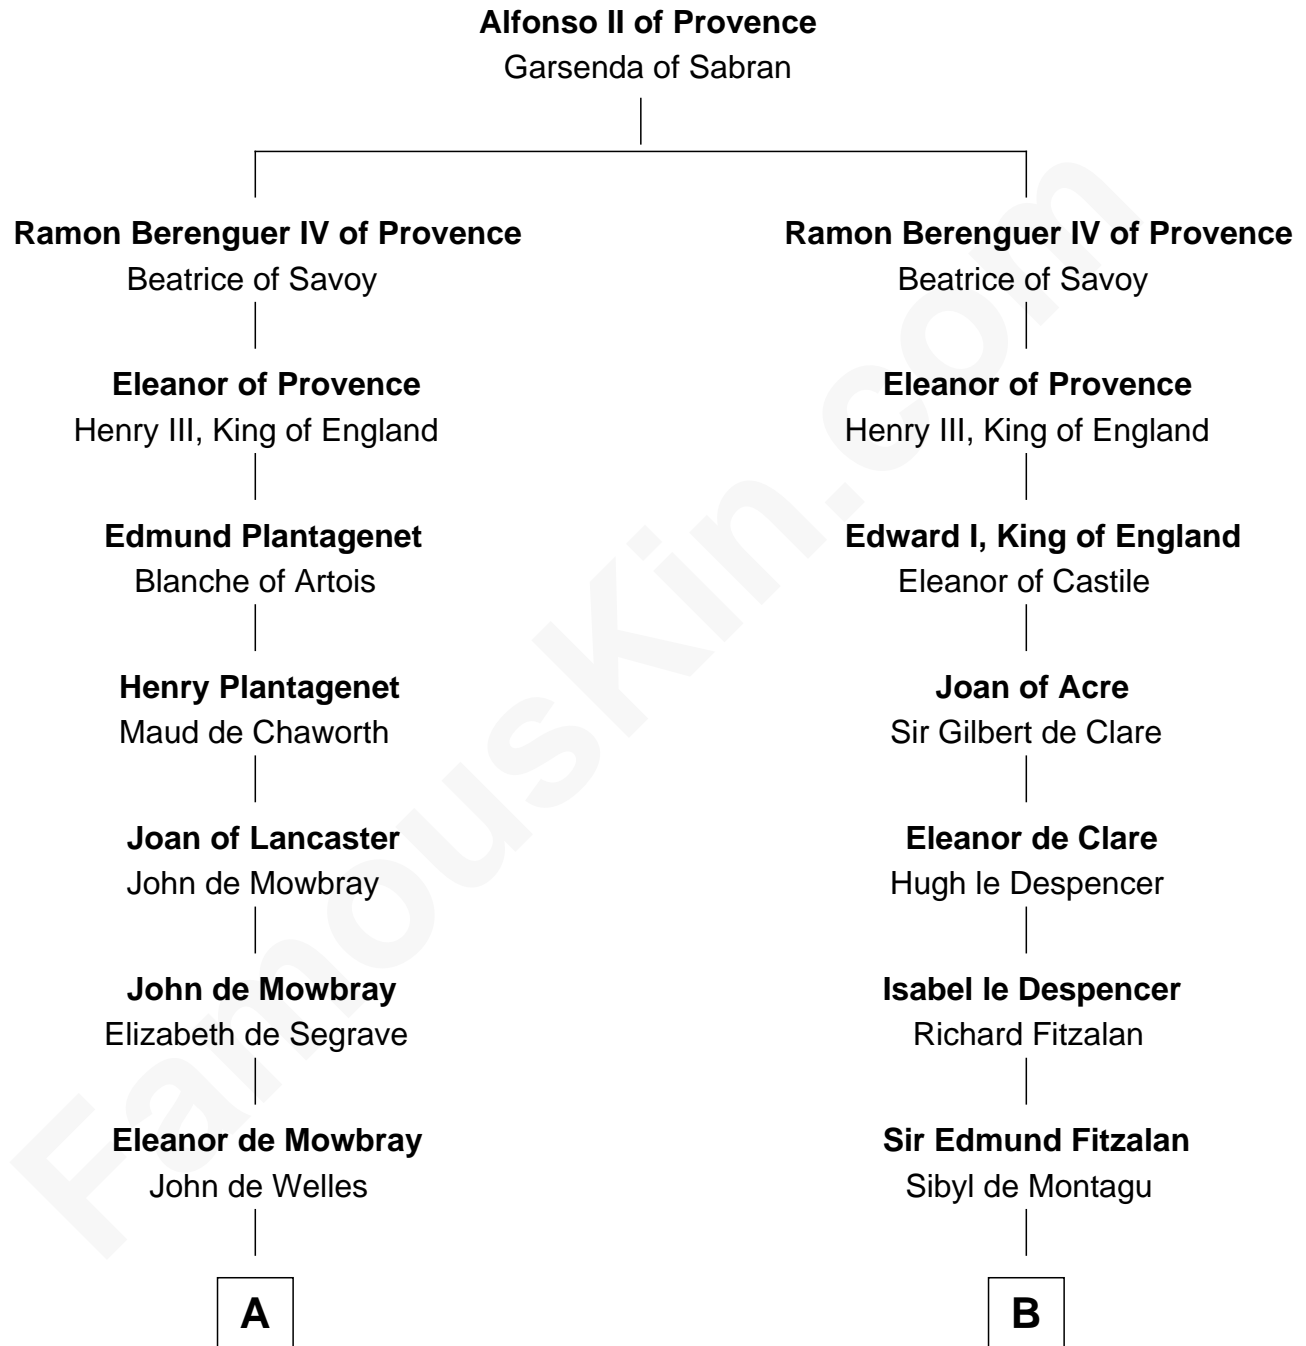 Alfonso II of Provence
Garsenda of Sabran
Ramon Berenguer IV of Provence
Beatrice of Savoy
Eleanor of Provence
Henry III, King of England
Edmund Plantagenet
Blanche of Artois
Henry Plantagenet
Maud de Chaworth
Joan of Lancaster
John de Mowbray
John de Mowbray
Elizabeth de Segrave
Eleanor de Mowbray
John de Welles
A
Ramon Berenguer IV of Provence
Beatrice of Savoy
Eleanor of Provence
Henry III, King of England
Edward I, King of England
Eleanor of Castile
Joan of Acre
Sir Gilbert de Clare
Eleanor de Clare
Hugh le Despencer
Isabel le Despencer
Richard Fitzalan
Sir Edmund Fitzalan
Sibyl de Montagu
B
FamousKin.com